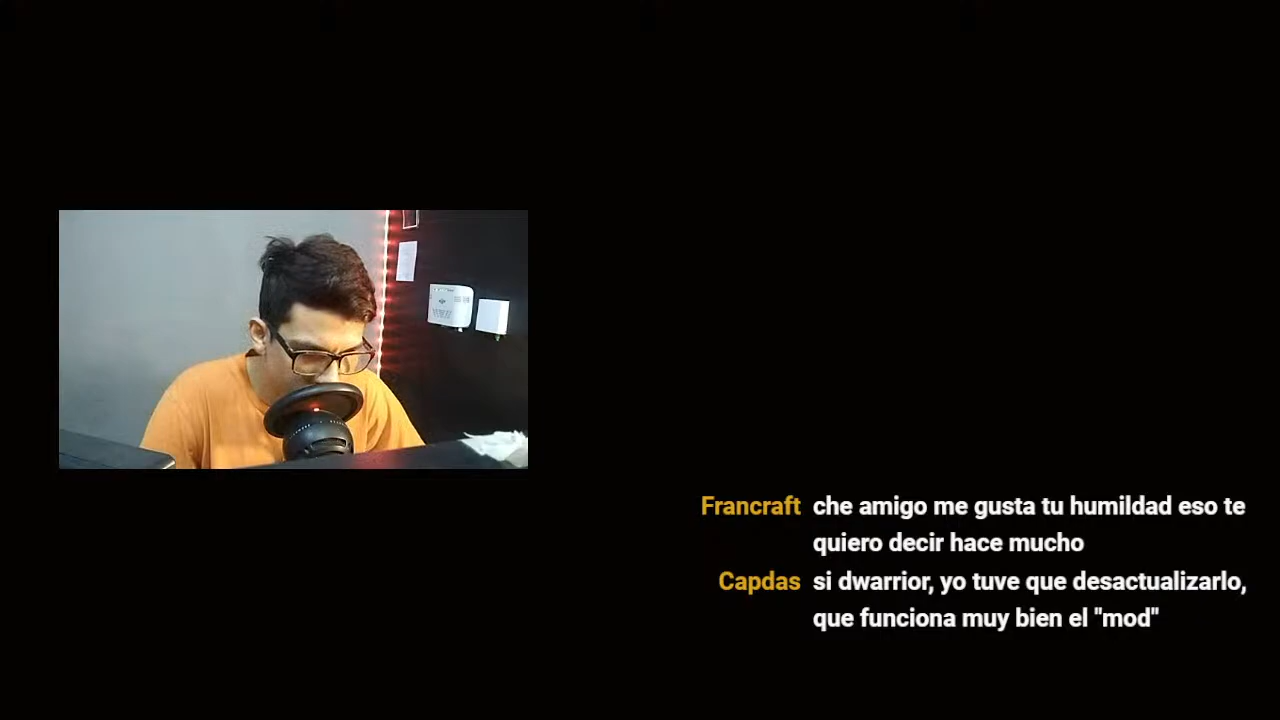 Francraft che amigo me gusta tu humildad eso te
quiero decir hace mucho
Capdas si dwarrior, yo tuve que desactualizarlo,
que funciona muy bien el "mod"